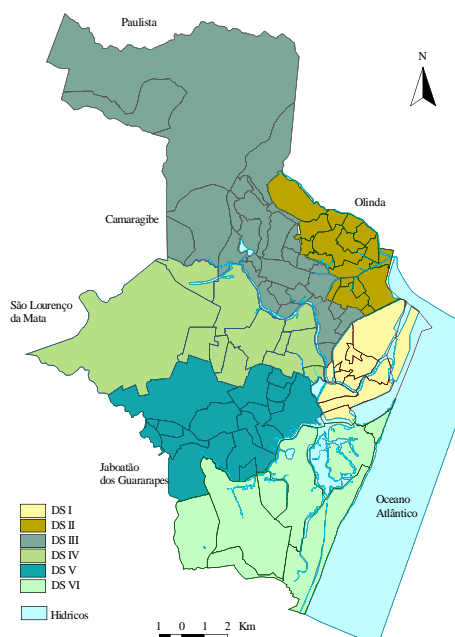 Paulista
N
Olinda
Camaragibe
São Lourenço
da Mata
Jaboatão
dos Guararapes
Oceano
Atlântico
DS I
DS II
DS III
DS IV
DS V
DS VI
Hídricos
1 0 1 2 Km